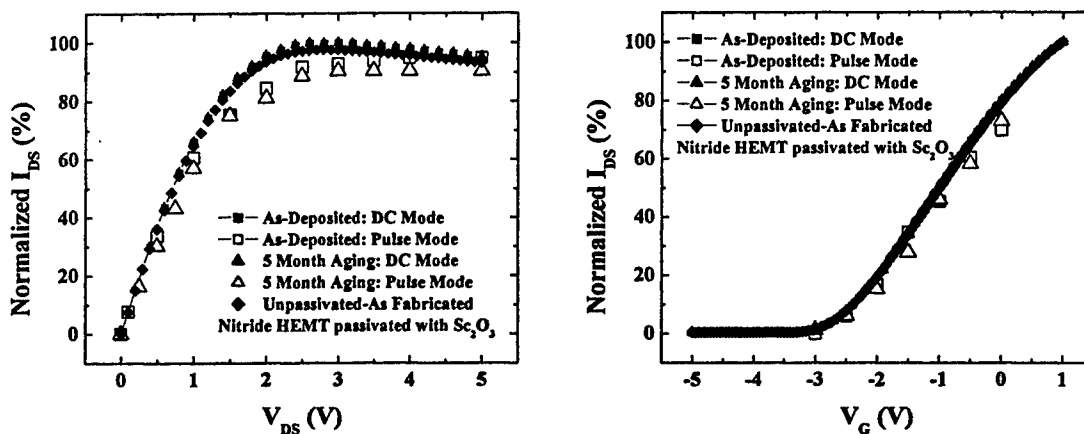 100
80
60
40
20
0
Normalized I_DS (%)
As-Deposited: DC Mode
As-Deposited: Pulse Mode
5 Month Aging: DC Mode
5 Month Aging: Pulse Mode
Unpassivated-As Fabricated
Nitride HEMT passivated with Sc₂O₃
0 1 2 3 4 5
V_DS (V)
100
80
60
40
20
0
Normalized I_DS (%)
As-Deposited: DC Mode
As-Deposited: Pulse Mode
5 Month Aging: DC Mode
5 Month Aging: Pulse Mode
Unpassivated-As Fabricated
Nitride HEMT passivated with Sc₂O₃
-5 -4 -3 -2 -1 0 1
V_G (V)